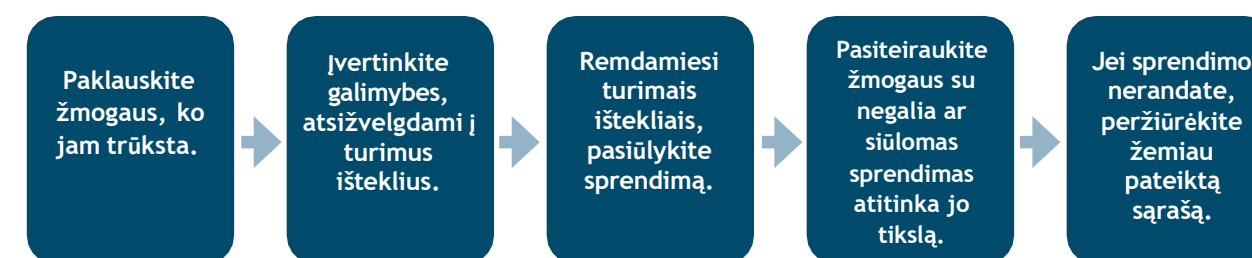 Paklauskite
žmogaus, ko
jam trūksta.
Įvertinkite
galimybes,
atsižvelgdami į
turimus
išteklius.
Remdamiesi
turimais
ištekliais,
pasiūlykite
sprendimą.
Pasiteiraukite
žmogaus su
negalia ar
siūlomas
sprendimas
atitinka jo
tikslą.
Jei sprendimo
nerandate,
peržiūrėkite
žemiau
pateiktą
sąrašą.